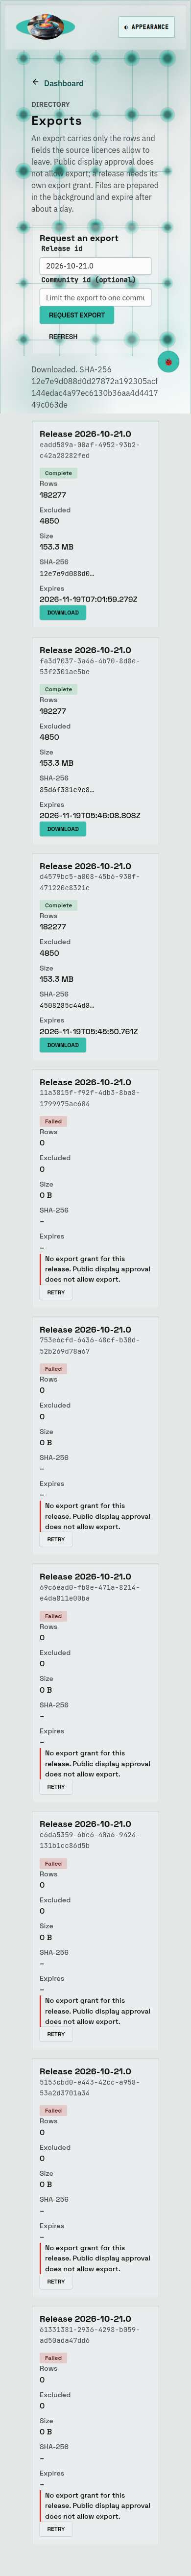 ◐ APPEARANCE
← Dashboard
DIRECTORY
Exports
An export carries only the rows and
fields the source licences allow to
leave. Public display approval does
not allow export. A release needs its
own export grant. Files are prepared
in the background and expire after
about a day.
Request an export
Release id
2026-10-21.0
Community id (optional)
Limit the export to one commu
REQUEST EXPORT
REFRESH
Downloaded. SHA-256
12e7e9d088d0d27872a192305acf
144edac4a97ec6130b36aa4d4417
49c063de
Release 2026-10-21.0
eadd589a-00af-4952-93b2-
c42a28282fed
Complete
Rows
182277
Excluded
4850
Size
153.3 MB
SHA-256
12e7e9d088d0…
Expires
2026-11-19T07:01:59.279Z
DOWNLOAD
Release 2026-10-21.0
fa3d7037-3a46-4b70-8d8e-
53f2301ae5be
Complete
Rows
182277
Excluded
4850
Size
153.3 MB
SHA-256
85d6f381c9e8…
Expires
2026-11-19T05:46:08.808Z
DOWNLOAD
Release 2026-10-21.0
d4579bc5-a008-45b6-930f-
471220e8321e
Complete
Rows
182277
Excluded
4850
Size
153.3 MB
SHA-256
4508285c44d8…
Expires
2026-11-19T05:45:50.761Z
DOWNLOAD
Release 2026-10-21.0
11a3815f-f92f-4db3-8ba8-
1799975ae604
Failed
Rows
0
Excluded
0
Size
0 B
SHA-256
–
Expires
–
No export grant for this
release. Public display approval
does not allow export.
RETRY
Release 2026-10-21.0
753e6cfd-6436-48cf-b30d-
52b269d78a67
Failed
Rows
0
Excluded
0
Size
0 B
SHA-256
–
Expires
–
No export grant for this
release. Public display approval
does not allow export.
RETRY
Release 2026-10-21.0
69c6ead0-fb8e-471a-8214-
e4da811e00ba
Failed
Rows
0
Excluded
0
Size
0 B
SHA-256
–
Expires
–
No export grant for this
release. Public display approval
does not allow export.
RETRY
Release 2026-10-21.0
c6da5359-6be6-40a6-9424-
131b1cc86d5b
Failed
Rows
0
Excluded
0
Size
0 B
SHA-256
–
Expires
–
No export grant for this
release. Public display approval
does not allow export.
RETRY
Release 2026-10-21.0
5153cbd0-e443-42cc-a958-
53a2d3701a34
Failed
Rows
0
Excluded
0
Size
0 B
SHA-256
–
Expires
–
No export grant for this
release. Public display approval
does not allow export.
RETRY
Release 2026-10-21.0
61331381-2936-4298-b059-
ad50ada47dd6
Failed
Rows
0
Excluded
0
Size
0 B
SHA-256
–
Expires
–
No export grant for this
release. Public display approval
does not allow export.
RETRY